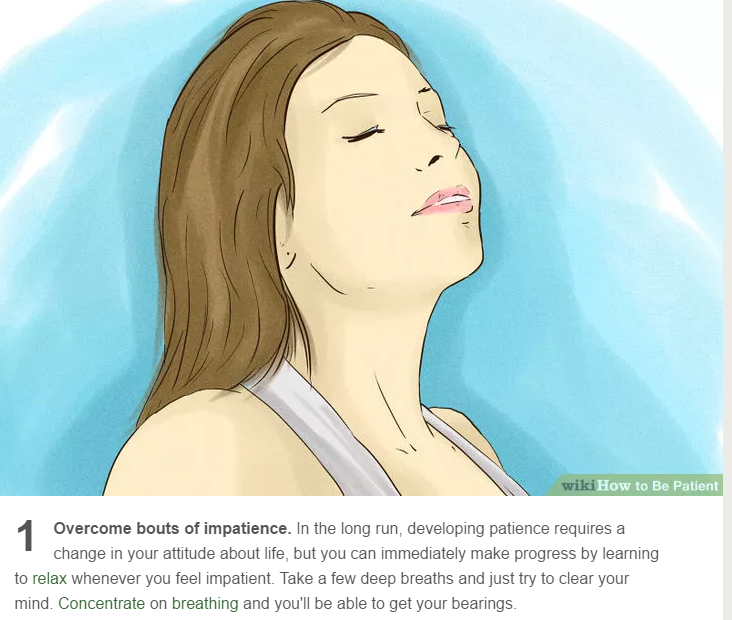 wikiHow to Be Patient
1 Overcome bouts of impatience. In the long run, developing patience requires a
change in your attitude about life, but you can immediately make progress by learning
to relax whenever you feel impatient. Take a few deep breaths and just try to clear your
mind. Concentrate on breathing and you'll be able to get your bearings.